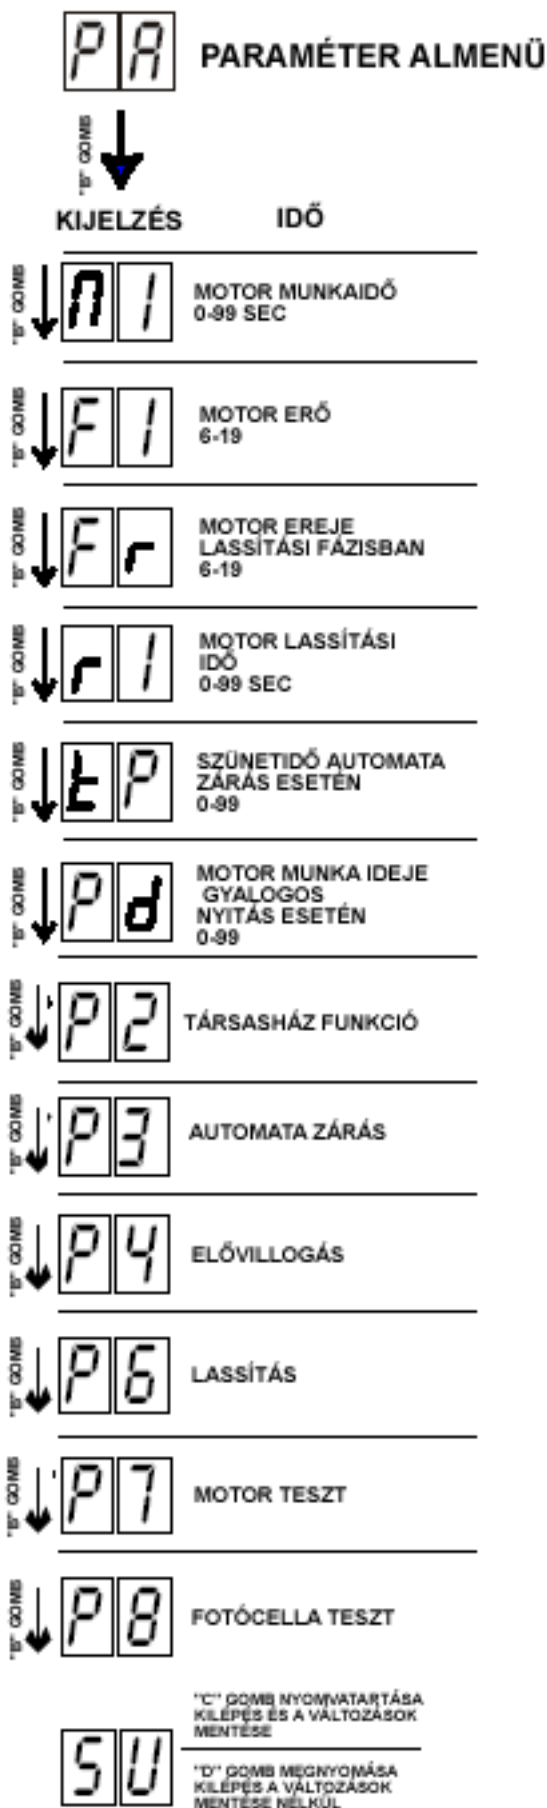 PA PARAMÉTER ALMENÜ
"B" GOMB
KIJELZÉS IDŐ
"B" GOMB
П1 MOTOR MUNKAIDŐ
0-99 SEC
"B" GOMB
F1 MOTOR ERŐ
6-19
"B" GOMB
Fr MOTOR EREJE
LASSÍTÁSI FÁZISBAN
6-19
"B" GOMB
r1 MOTOR LASSÍTÁSI
IDŐ
0-99 SEC
"B" GOMB
tP SZÜNETIDŐ AUTOMATA
ZÁRÁS ESETÉN
0-99
"B" GOMB
Pd MOTOR MUNKA IDEJE
GYALOGOS
NYITÁS ESETÉN
0-99
"B" GOMB
P2 TÁRSASHÁZ FUNKCIÓ
"B" GOMB
P3 AUTOMATA ZÁRÁS
"B" GOMB
P4 ELŐVILLOGÁS
"B" GOMB
P6 LASSÍTÁS
"B" GOMB
P7 MOTOR TESZT
"B" GOMB
P8 FOTÓCELLA TESZT
SU
"C" GOMB NYOMVATARTÁSA
KILÉPÉS ÉS A VÁLTOZÁSOK
MENTÉSE
"D" GOMB MEGNYOMÁSA
KILÉPÉS A VÁLTOZÁSOK
MENTÉSE NÉLKÜL